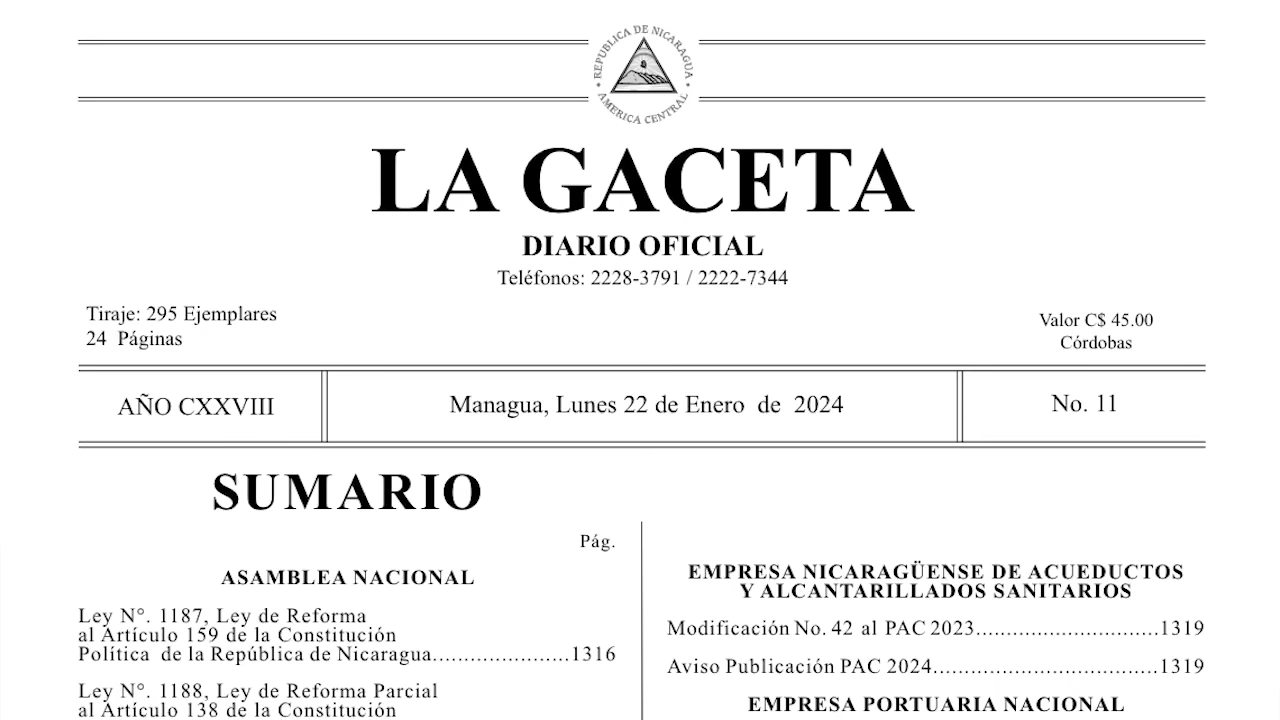 REPUBLICA DE NICARAGUA
AMERICA CENTRAL
LA GACETA
DIARIO OFICIAL
Teléfonos: 2228-3791 / 2222-7344
Tiraje: 295 Ejemplares
24 Páginas
Valor C$ 45.00
Córdobas
AÑO CXXVIII
Managua, Lunes 22 de Enero de 2024
No. 11
SUMARIO
Pág.
ASAMBLEA NACIONAL
Ley N°. 1187, Ley de Reforma
al Artículo 159 de la Constitución
Política de la República de Nicaragua......................1316
Ley N°. 1188, Ley de Reforma Parcial
al Artículo 138 de la Constitución
EMPRESA NICARAGÜENSE DE ACUEDUCTOS
Y ALCANTARILLADOS SANITARIOS
Modificación No. 42 al PAC 2023.............................1319
Aviso Publicación PAC 2024....................................1319
EMPRESA PORTUARIA NACIONAL